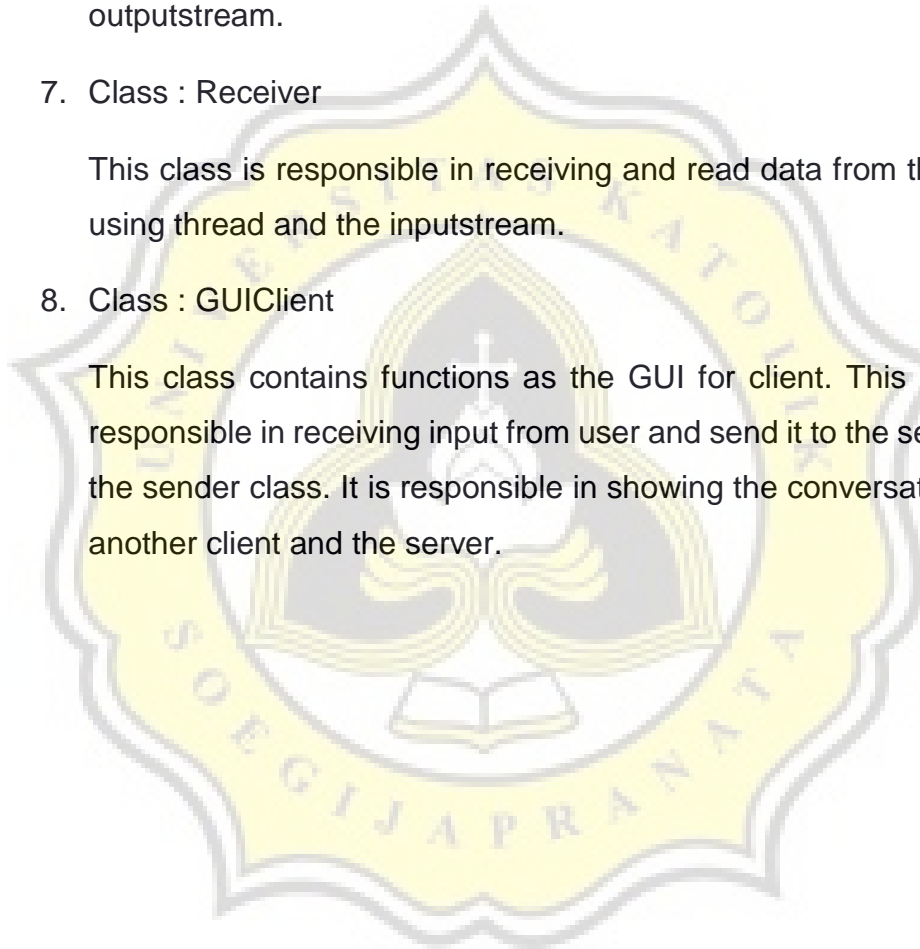 outputstream.
7. Class : Receiver
This class is responsible in receiving and read data from
using thread and the inputstream.
8. Class : GUIClient
This class contains functions as the GUI for client. This
responsible in receiving input from user and send it to the
the sender class. It is responsible in showing the
another client and the server.
UNIVERSITAS KATOLIK
SOEGIJAPRANATA